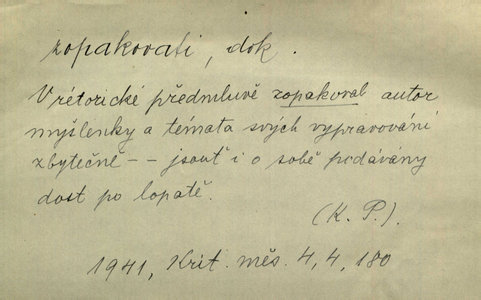 zopakovati, dok.
V rétorické předmluvě zopakoval autor
myšlenky a témata svých vypravování
zbytečně -- jsouť i o sobě podávány
dost po lopatě.
(K. P.).
1941, Krit. měs. 4, 4, 180